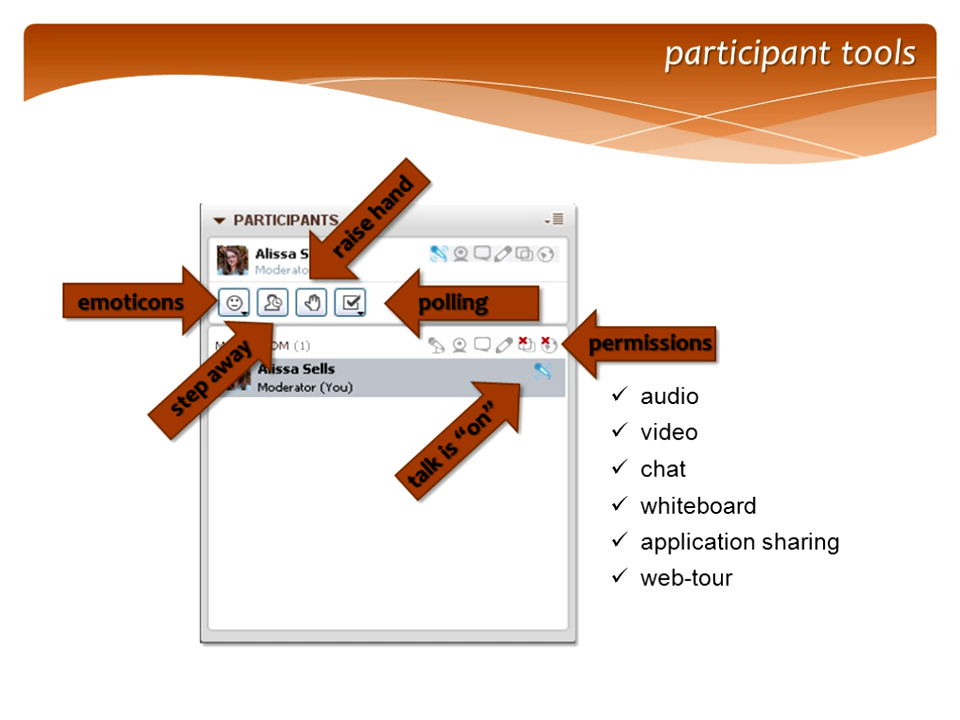 participant tools
raise hand
PARTICIPANTS
Alissa S
Moderato
emoticons
polling
step away
(1)
permissions
Alissa Sells
Moderator (You)
talk is “on”
audio
video
chat
whiteboard
application sharing
web-tour